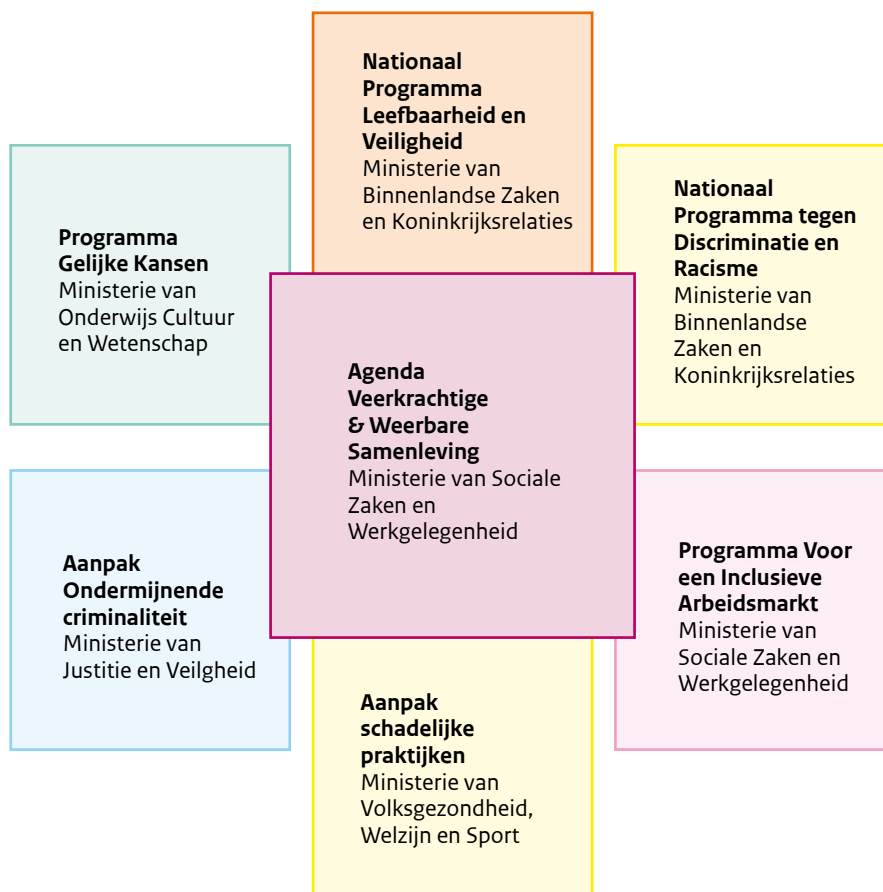 Nationaal
Programma
Leefbaarheid en
Veiligheid
Ministerie van
Binnenlandse Zaken
en Koninkrijksrelaties
Programma
Gelijke Kansen
Ministerie van
Onderwijs Cultuur
en Wetenschap
Nationaal
Programma tegen
Discriminatie en
Racisme
Ministerie van
Binnenlandse
Zaken en
Koninkrijksrelaties
Agenda
Veerkrachtige
& Weerbare
Samenleving
Ministerie van Sociale
Zaken en
Werkgelegenheid
Aanpak
Ondermijnende
criminaliteit
Ministerie van
Justitie en Veilgheid
Programma Voor
een Inclusieve
Arbeidsmarkt
Ministerie van
Sociale Zaken en
Werkgelegenheid
Aanpak
schadelijke
praktijken
Ministerie van
Volksgezondheid,
Welzijn en Sport